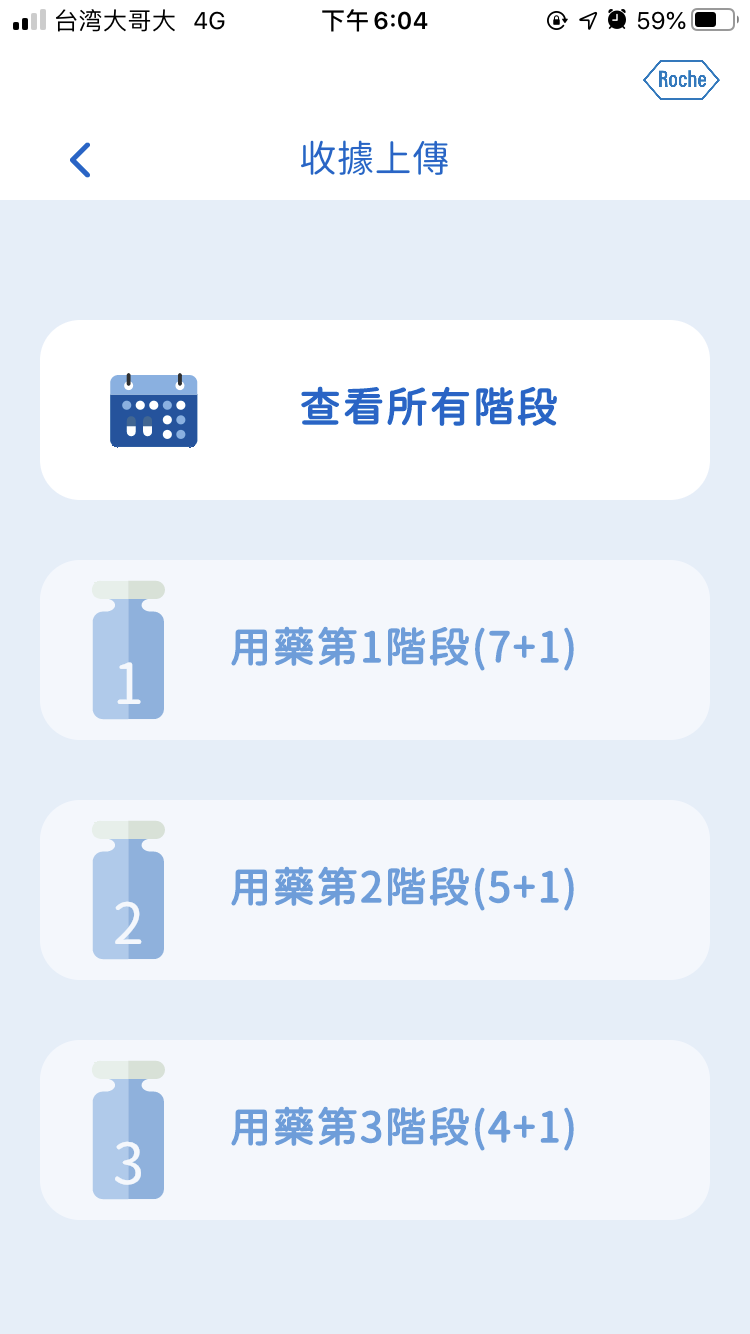 台湾大哥大 4G 下午6:04 59%
Roche
收據上傳
查看所有階段
1 用藥第1階段(7+1)
2 用藥第2階段(5+1)
3 用藥第3階段(4+1)